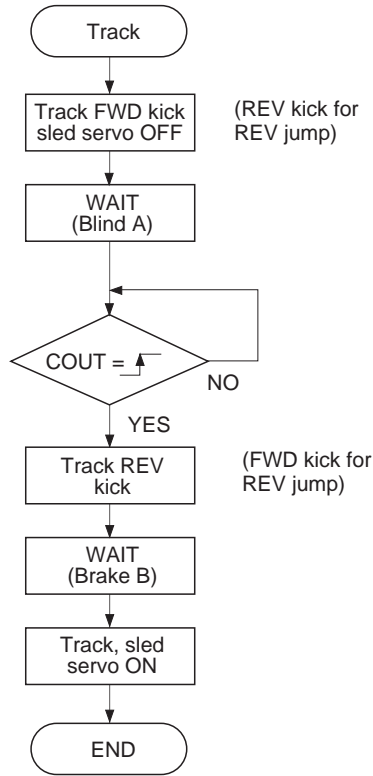 Track
Track FWD kick
sled servo OFF
(REV kick for
REV jump)
WAIT
(Blind A)
COUT =
NO
YES
Track REV
kick
(FWD kick for
REV jump)
WAIT
(Brake B)
Track, sled
servo ON
END